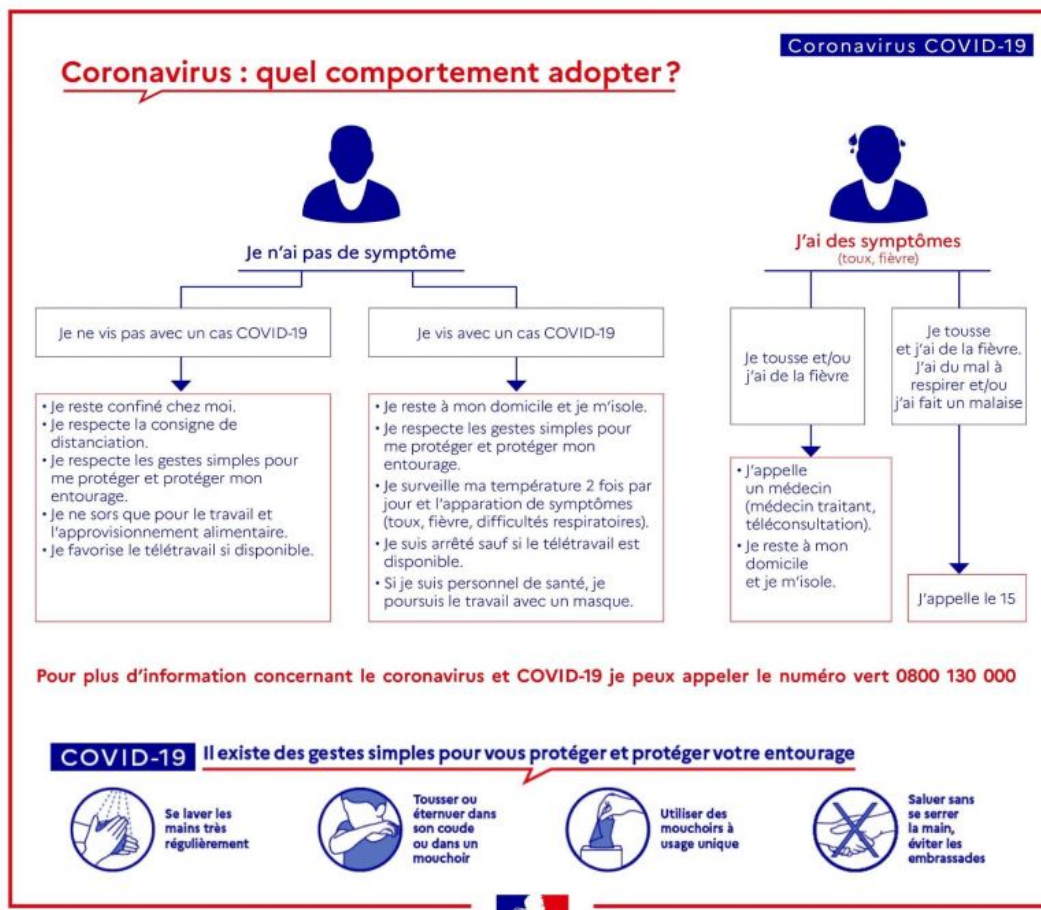 Coronavirus COVID-19
Coronavirus : quel comportement adopter ?
Je n'ai pas de symptôme
J'ai des symptômes
(toux, fièvre)
Je ne vis pas avec un cas COVID-19
Je vis avec un cas COVID-19
Je tousse et/ou
j'ai de la fièvre
Je tousse
et j'ai de la fièvre.
J'ai du mal à
respirer et/ou
j'ai fait un malaise
• Je reste confiné chez moi.
• Je respecte la consigne de
distanciation.
• Je respecte les gestes simples pour
me protéger et protéger mon
entourage.
• Je ne sors que pour le travail et
l'approvisionnement alimentaire.
• Je favorise le télétravail si disponible.
• Je reste à mon domicile et je m'isole.
• Je respecte les gestes simples pour
me protéger et protéger mon
entourage.
• Je surveille ma température 2 fois par
jour et l'apparation de symptômes
(toux, fièvre, difficultés respiratoires).
• Je suis arrêté sauf si le télétravail est
disponible.
• Si je suis personnel de santé, je
poursuis le travail avec un masque.
• J'appelle
un médecin
(médecin traitant,
téléconsultation).
• Je reste à mon
domicile
et je m'isole.
J'appelle le 15
Pour plus d'information concernant le coronavirus et COVID-19 je peux appeler le numéro vert 0800 130 000
COVID-19 Il existe des gestes simples pour vous protéger et protéger votre entourage
Se laver les
mains très
régulièrement
Tousser ou
éternuer dans
son coude
ou dans un
mouchoir
Utiliser des
mouchoirs à
usage unique
Saluer sans
se serrer
la main,
éviter les
embrassades